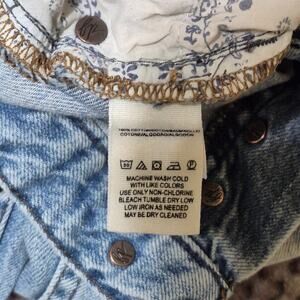 MACHINE WASH COLD
WITH LIKE COLORS
USE ONLY NON-CHLORINE
BLEACH TUMBLE DRY LOW
LOW IRON AS NEEDED
MAY BE DRY CLEANED